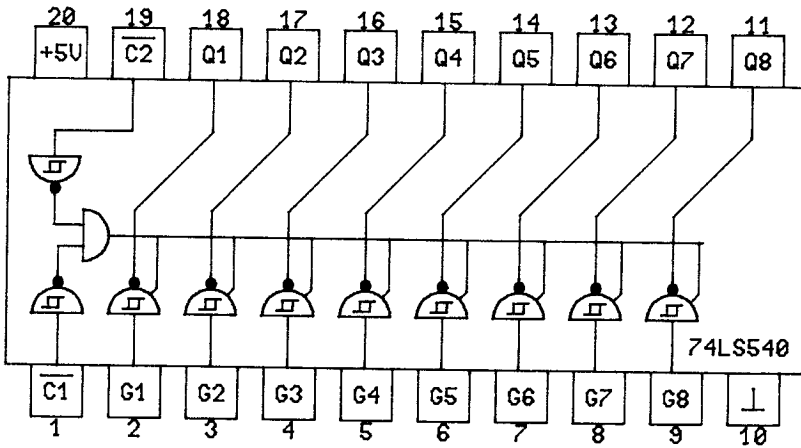 20 19 18 17 16 15 14 13 12 11
+5V C2 Q1 Q2 Q3 Q4 Q5 Q6 Q7 Q8
74LS540
C1 G1 G2 G3 G4 G5 G6 G7 G8 ⊥
1 2 3 4 5 6 7 8 9 10